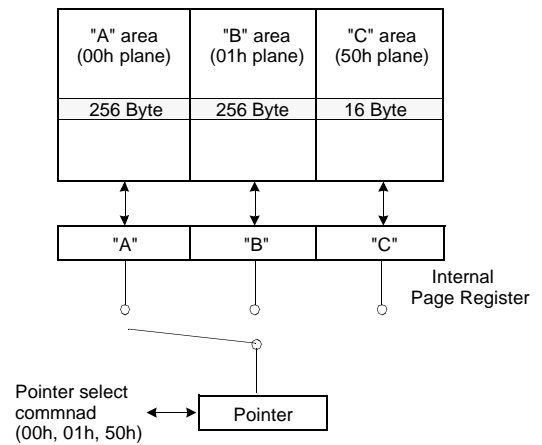 "A" area
(00h plane)
"B" area
(01h plane)
"C" area
(50h plane)
256 Byte
256 Byte
16 Byte
"A"
"B"
"C"
Internal
Page Register
Pointer select
commnad
(00h, 01h, 50h)
Pointer